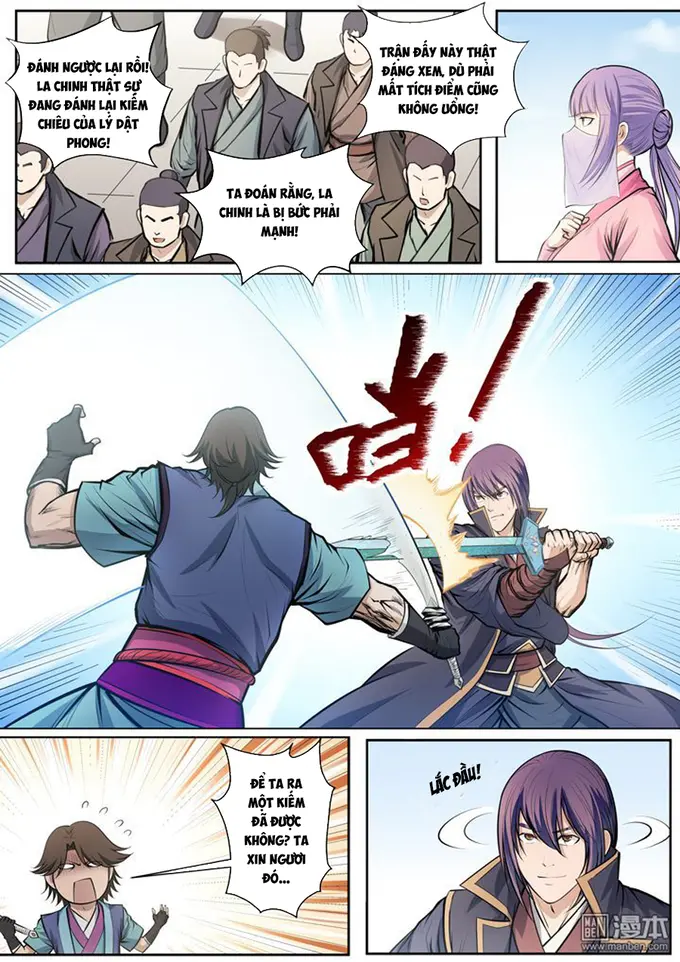 ĐÁNH NGƯỢC LẠI RỒI!
LA CHINH THẬT SỰ
ĐANG ĐÁNH LẠI KIẾM
CHIÊU CỦA LÝ DẬT
PHONG!
TRẬN ĐẤY NÀY THẬT
ĐÁNG XEM, DÙ PHẢI
MẤT TÍCH ĐIỂM CŨNG
KHÔNG UỔNG!
TA ĐOÁN RẰNG, LA
CHINH LÀ BỊ BỨC PHẢI
MẠNH!
ĐỂ TA RA
MỘT KIẾM
ĐÃ ĐƯỢC
KHÔNG? TA
XIN NGƯƠI
ĐÓ...
LẮC ĐẦU!
MAN
BEN
漫本
www.manben.com